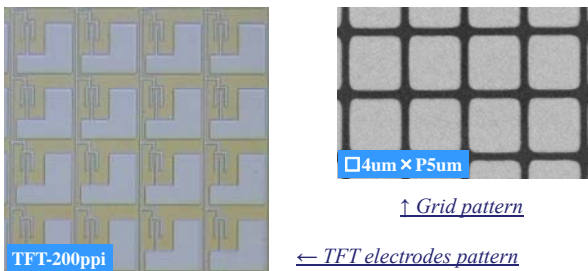 □4um×P5um
↑ Grid pattern
TFT-200ppi
← TFT electrodes pattern